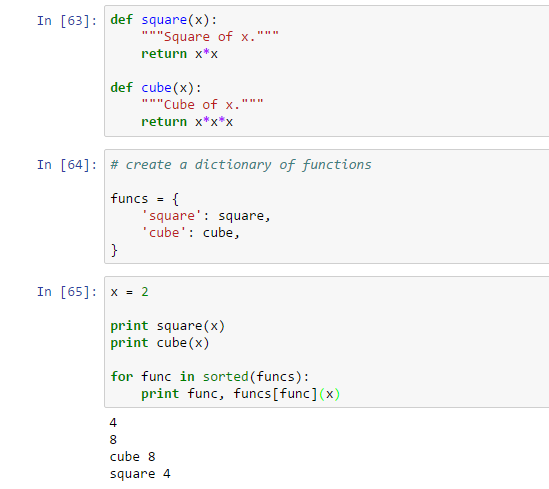 In [63]: def square(x):
    """Square of x."""
    return x*x

def cube(x):
    """Cube of x."""
    return x*x*x
In [64]: # create a dictionary of functions

funcs = {
    'square': square,
    'cube': cube,
}
In [65]: x = 2

print square(x)
print cube(x)

for func in sorted(funcs):
    print func, funcs[func](x)
4
8
cube 8
square 4